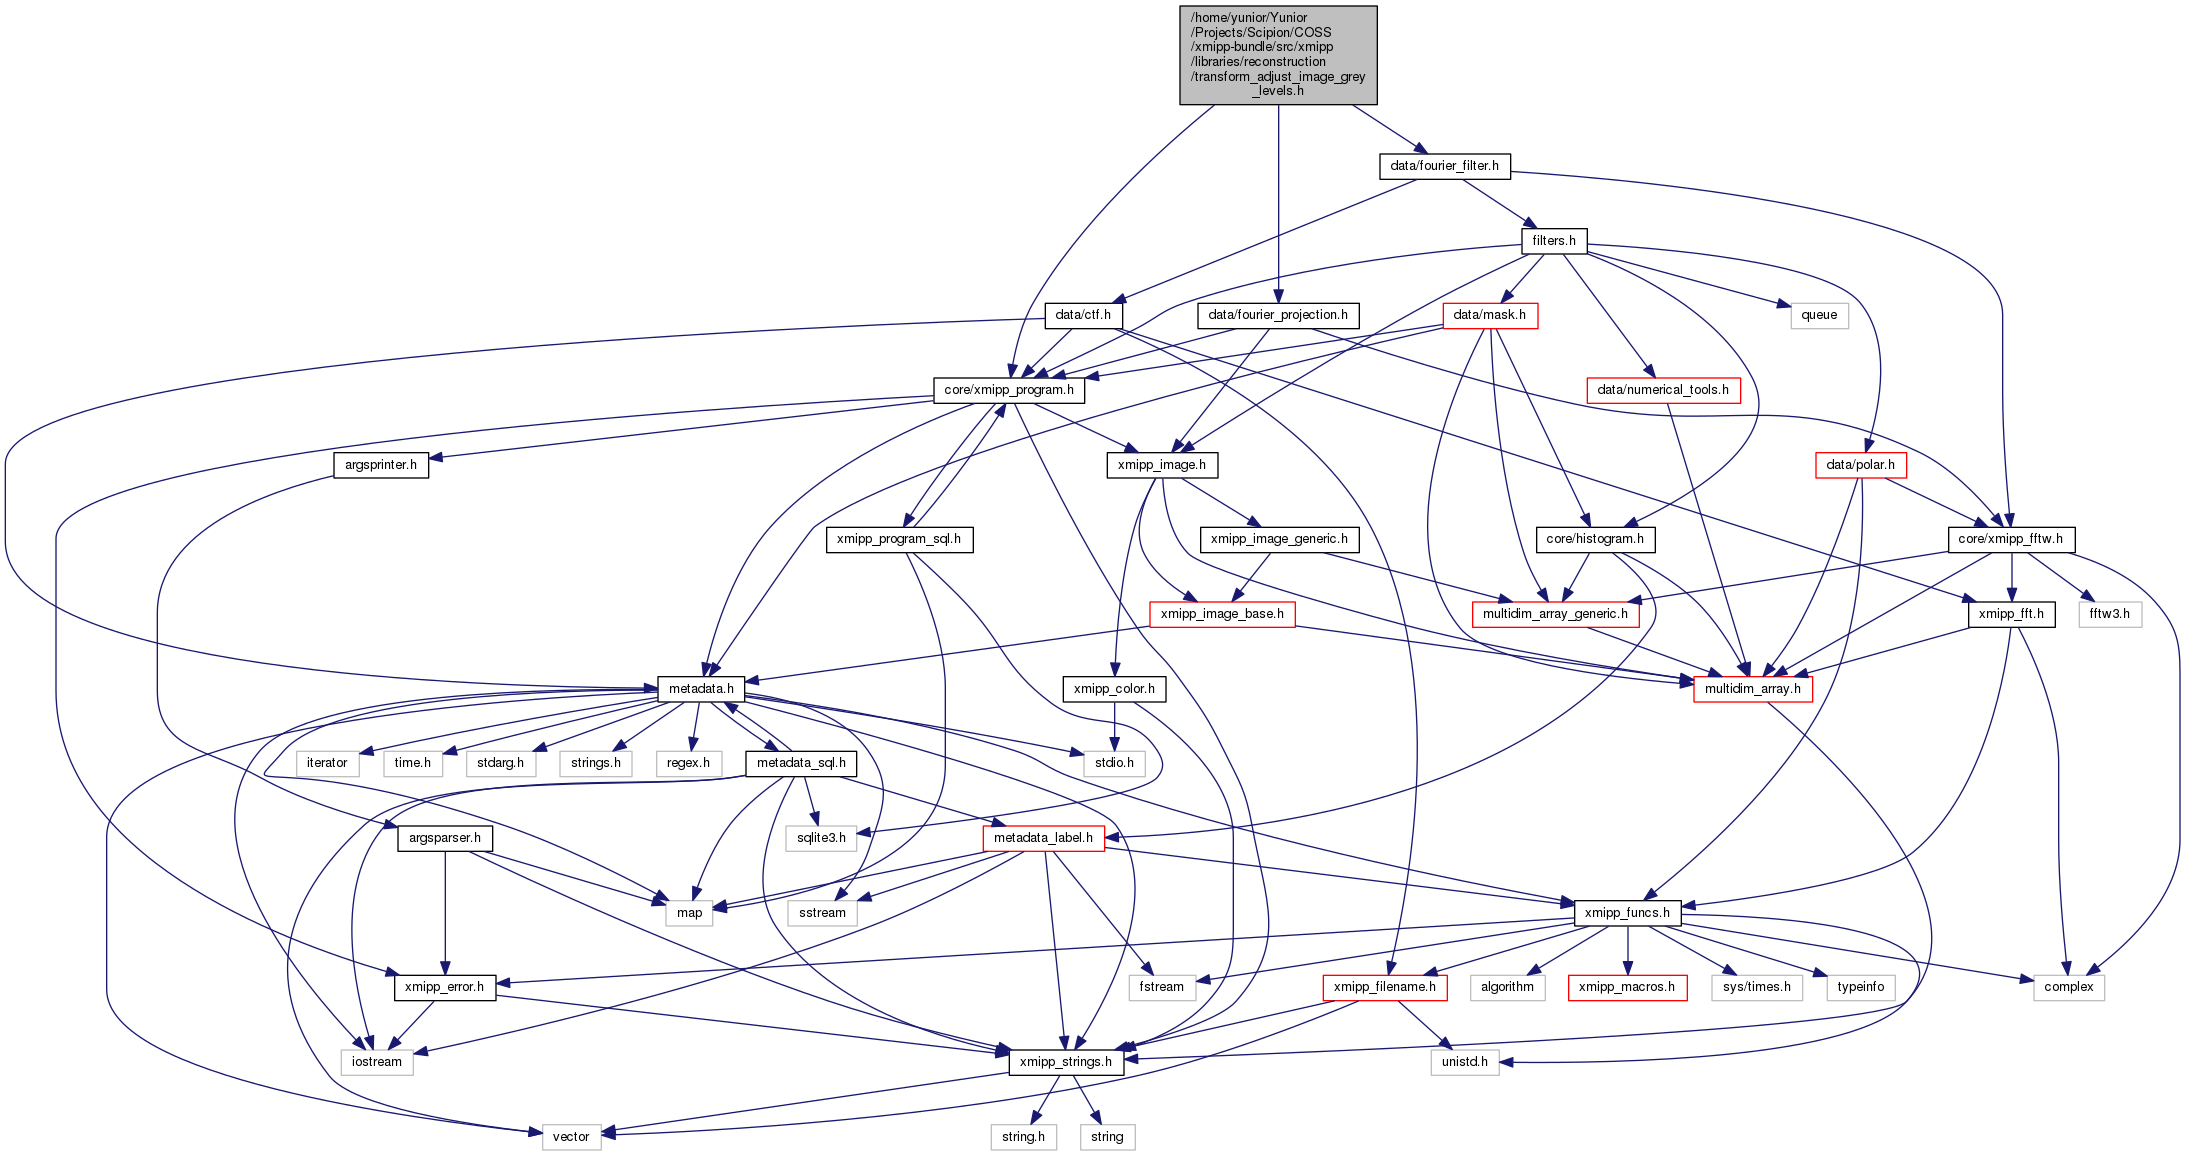 /home/yunior/Yunior
/Projects/Scipion/COSS
/xmipp-bundle/src/xmipp
/libraries/reconstruction
/transform_adjust_image_grey
_levels.h
data/fourier_filter.h
filters.h
data/ctf.h
data/fourier_projection.h
data/mask.h
queue
core/xmipp_program.h
data/numerical_tools.h
argsprinter.h
xmipp_image.h
data/polar.h
xmipp_program_sql.h
xmipp_image_generic.h
core/histogram.h
core/xmipp_fftw.h
xmipp_image_base.h
multidim_array_generic.h
xmipp_fft.h
fftw3.h
metadata.h
xmipp_color.h
multidim_array.h
iterator
time.h
stdarg.h
strings.h
regex.h
metadata_sql.h
stdio.h
argsparser.h
sqlite3.h
metadata_label.h
map
sstream
xmipp_funcs.h
xmipp_error.h
fstream
xmipp_filename.h
algorithm
xmipp_macros.h
sys/times.h
typeinfo
complex
iostream
xmipp_strings.h
unistd.h
vector
string.h
string